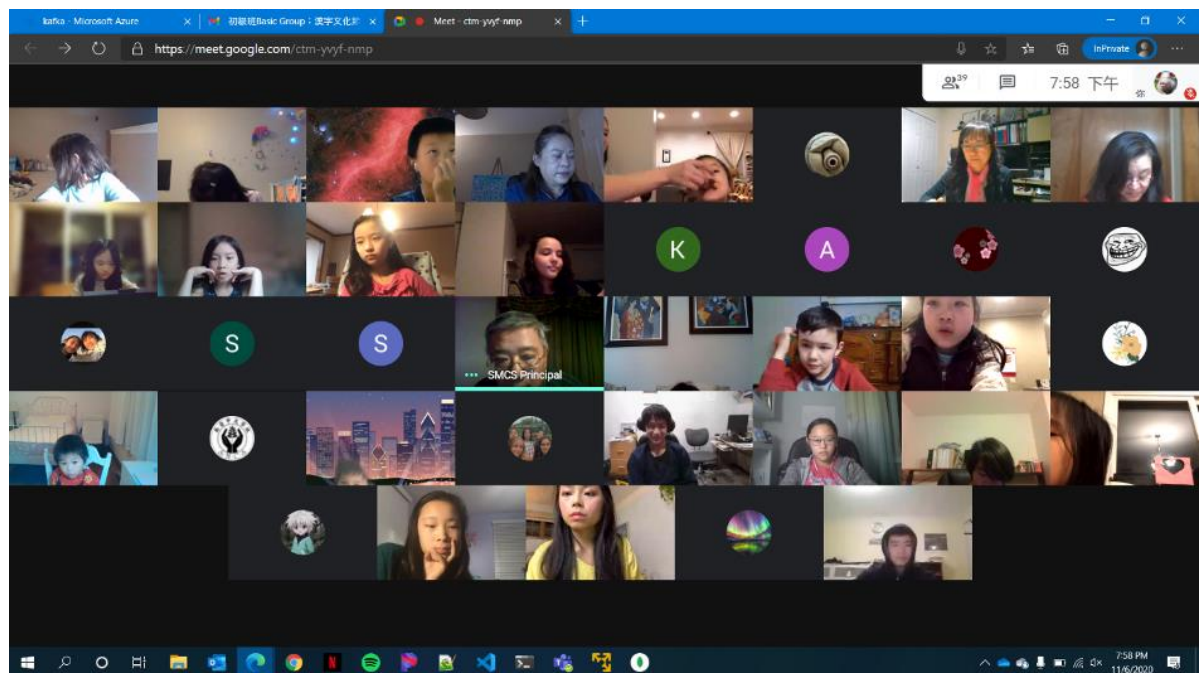 kafka - Microsoft Azure
初級班Basic Group：漢字文化
Meet - ctm-yvyf-nmp
https://meet.google.com/ctm-yvyf-nmp
InPrivate
39
7:58 下午
K
A
S
S
SMCS Principal
7:58 PM
11/6/2020